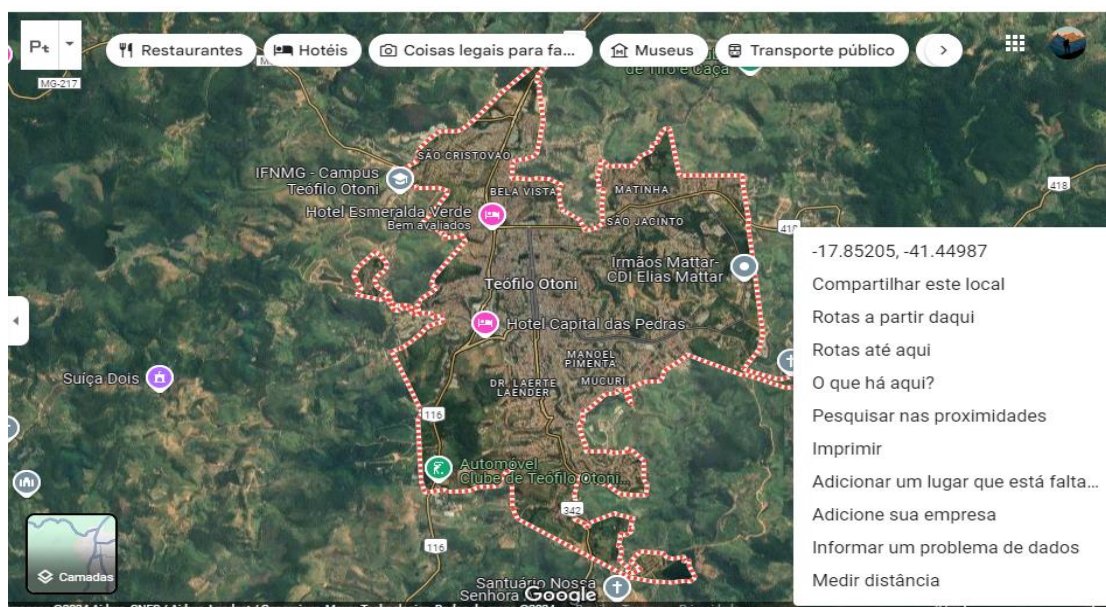 Pt
Restaurantes
Hotéis
Coisas legais para fa...
Museus
Transporte público
MG-217
de Tiro e Caça
SÃO CRISTOVÃO
IFNMG - Campus
Teófilo Otoni
BELA VISTA
MATINHA
418
Hotel Esmeralda Verde
Bem avaliados
SÃO JACINTO
418
Irmãos Mattar-
CDI Elias Mattar
Teófilo Otoni
Hotel Capital das Pedras
MANOEL
PIMENTA
Suíça Dois
DR. LAERTE
LAENDER
MUCURI
116
Automóvel
Clube de Teófilo Otoni...
342
116
Camadas
Santuário Nossa
Senhora
Google
-17.85205, -41.44987
Compartilhar este local
Rotas a partir daqui
Rotas até aqui
O que há aqui?
Pesquisar nas proximidades
Imprimir
Adicionar um lugar que está falta...
Adicione sua empresa
Informar um problema de dados
Medir distância